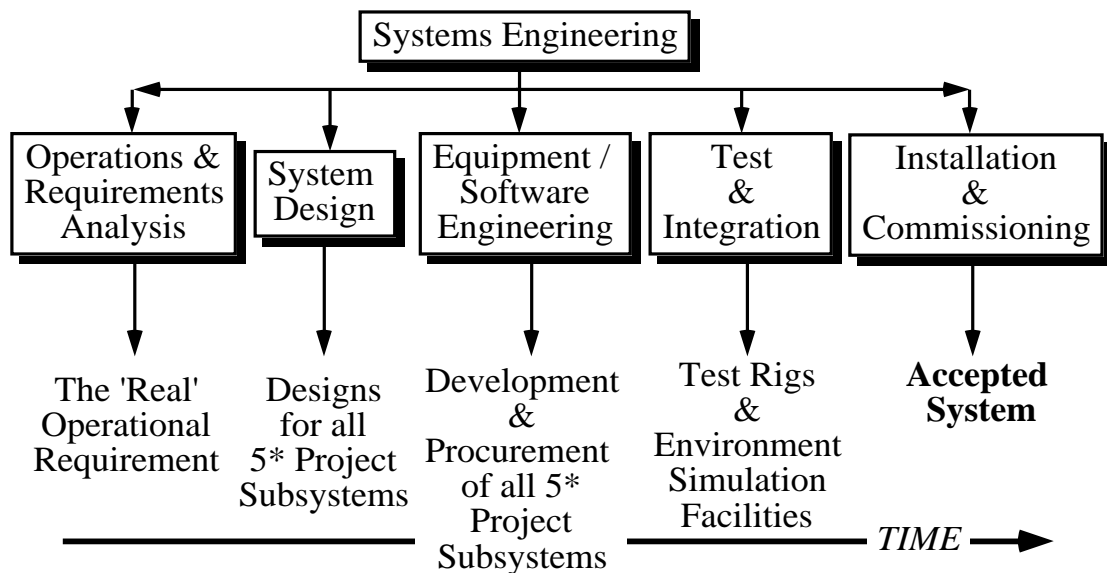 Systems Engineering
Operations &
Requirements
Analysis
System
Design
Equipment /
Software
Engineering
Test
&
Integration
Installation
&
Commissioning
The 'Real'
Operational
Requirement
Designs
for all
5* Project
Subsystems
Development
&
Procurement
of all 5*
Project
Subsystems
Test Rigs
&
Environment
Simulation
Facilities
Accepted
System
TIME